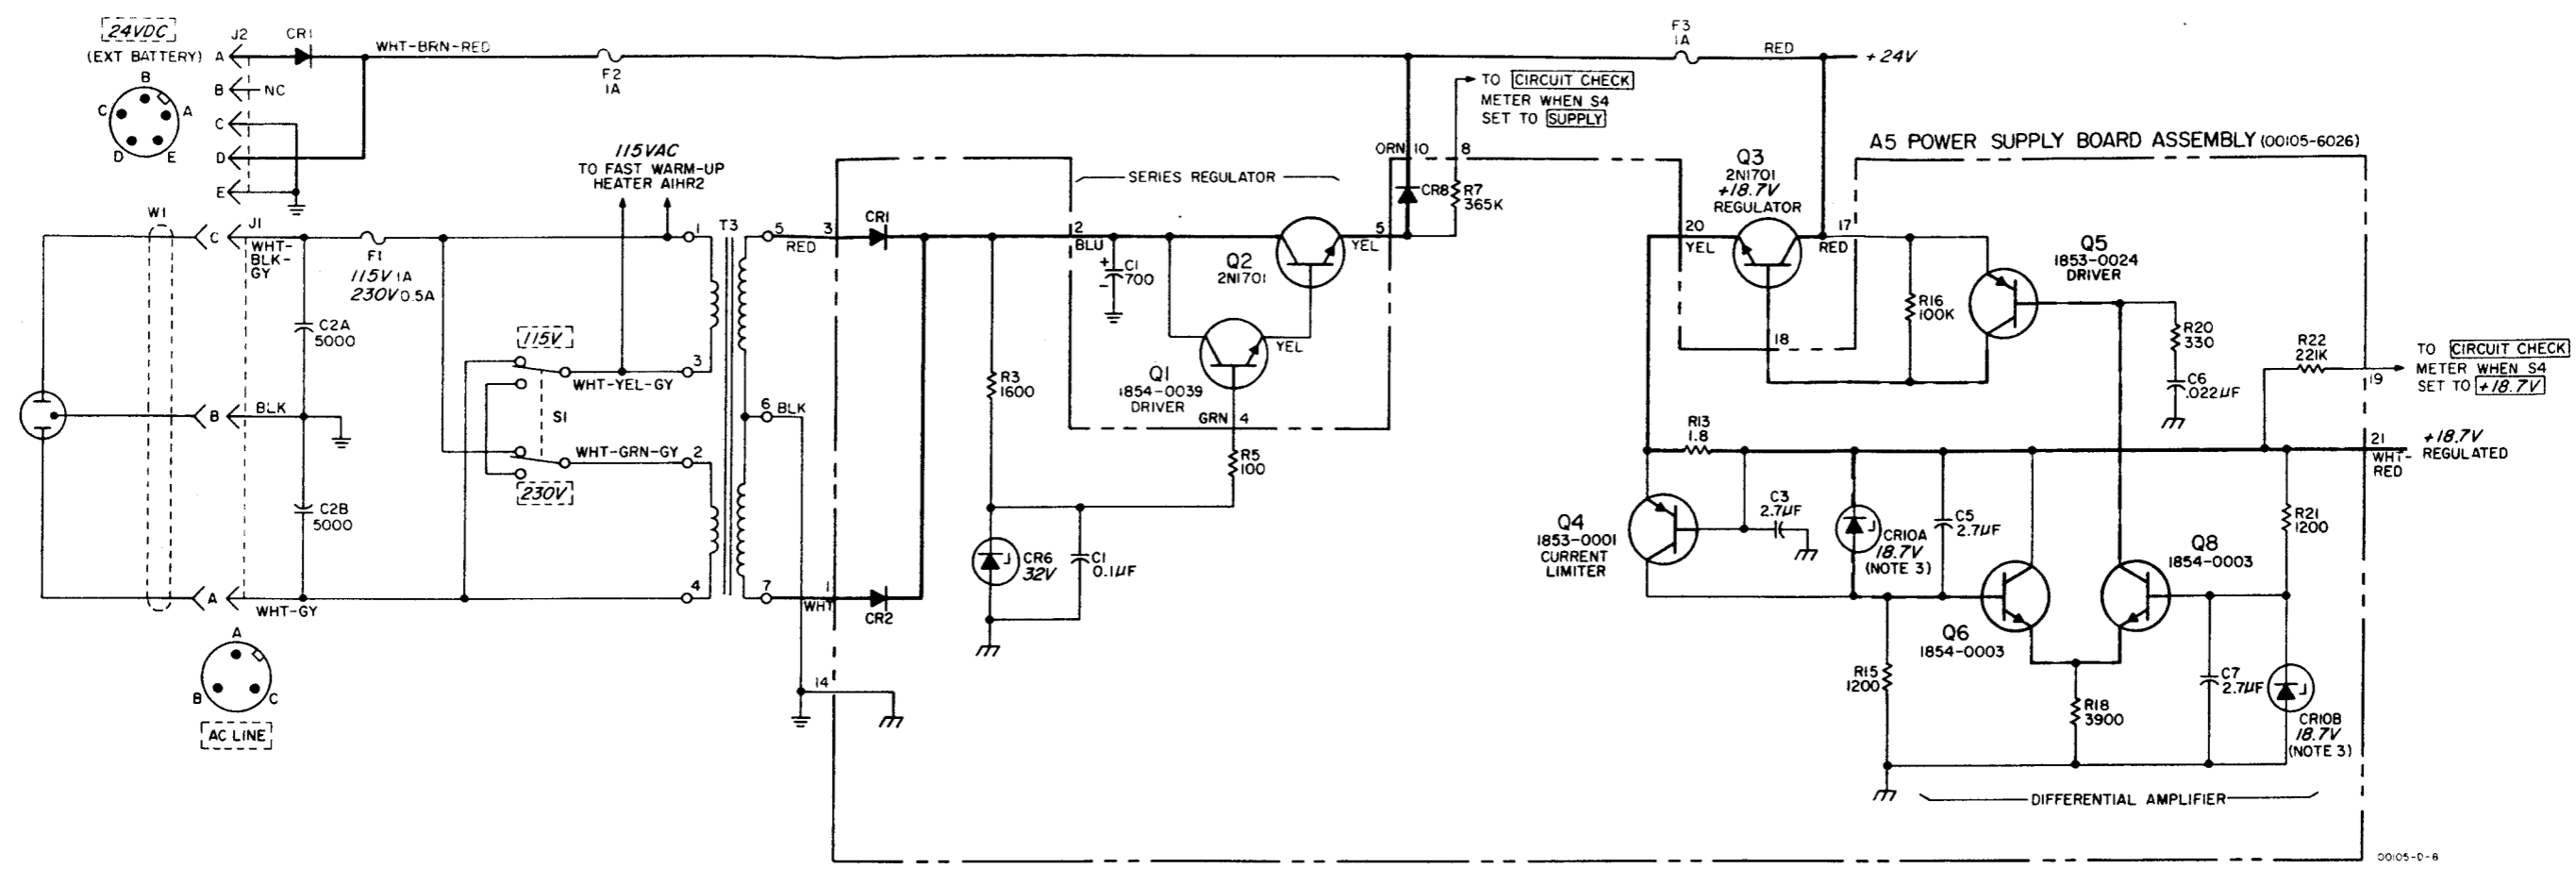 24VDC
(EXT BATTERY)
J2
CR1
A
B
NC
C
D
E
B
C
A
D
E
WHT-BRN-RED
F2
1A
F3
1A
RED
+24V
TO CIRCUIT CHECK
METER WHEN S4
SET TO SUPPLY
115VAC
TO FAST WARM-UP
HEATER A1HR2
A5 POWER SUPPLY BOARD ASSEMBLY (00105-6026)
W1
C
J1
WHT-
BLK-
GY
F1
115V 1A
230V 0.5A
C2A
5000
B
BLK
C2B
5000
A
WHT-GY
A
B
C
AC LINE
115V
S1
230V
WHT-YEL-GY
WHT-GRN-GY
1
3
2
4
T3
5
RED
3
6
BLK
7
WHT
1
14
CR1
CR2
R3
1600
CR6
32V
C1
0.1µF
SERIES REGULATOR
2
BLU
+
C1
700
−
Q2
2N1701
Q1
1854-0039
DRIVER
YEL
GRN
4
R5
100
YEL
5
ORN
10
8
CR8
R7
365K
20
YEL
Q3
2N1701
+18.7V
REGULATOR
17
RED
18
R16
100K
Q5
1853-0024
DRIVER
R20
330
C6
.022µF
R22
221K
19
TO CIRCUIT CHECK
METER WHEN S4
SET TO +18.7V
21
WHT-
RED
+18.7V
REGULATED
R13
1.8
Q4
1853-0001
CURRENT
LIMITER
C3
2.7µF
CR10A
18.7V
(NOTE 3)
C5
2.7µF
Q6
1854-0003
Q8
1854-0003
R21
1200
R15
1200
R18
3900
C7
2.7µF
CR10B
18.7V
(NOTE 3)
DIFFERENTIAL AMPLIFIER
00105-D-8